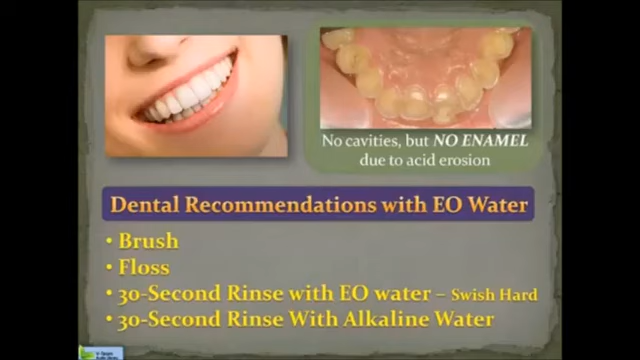 No cavities, but NO ENAMEL
due to acid erosion
Dental Recommendations with EO Water
• Brush
• Floss
• 30-Second Rinse with EO water – Swish Hard
• 30-Second Rinse With Alkaline Water